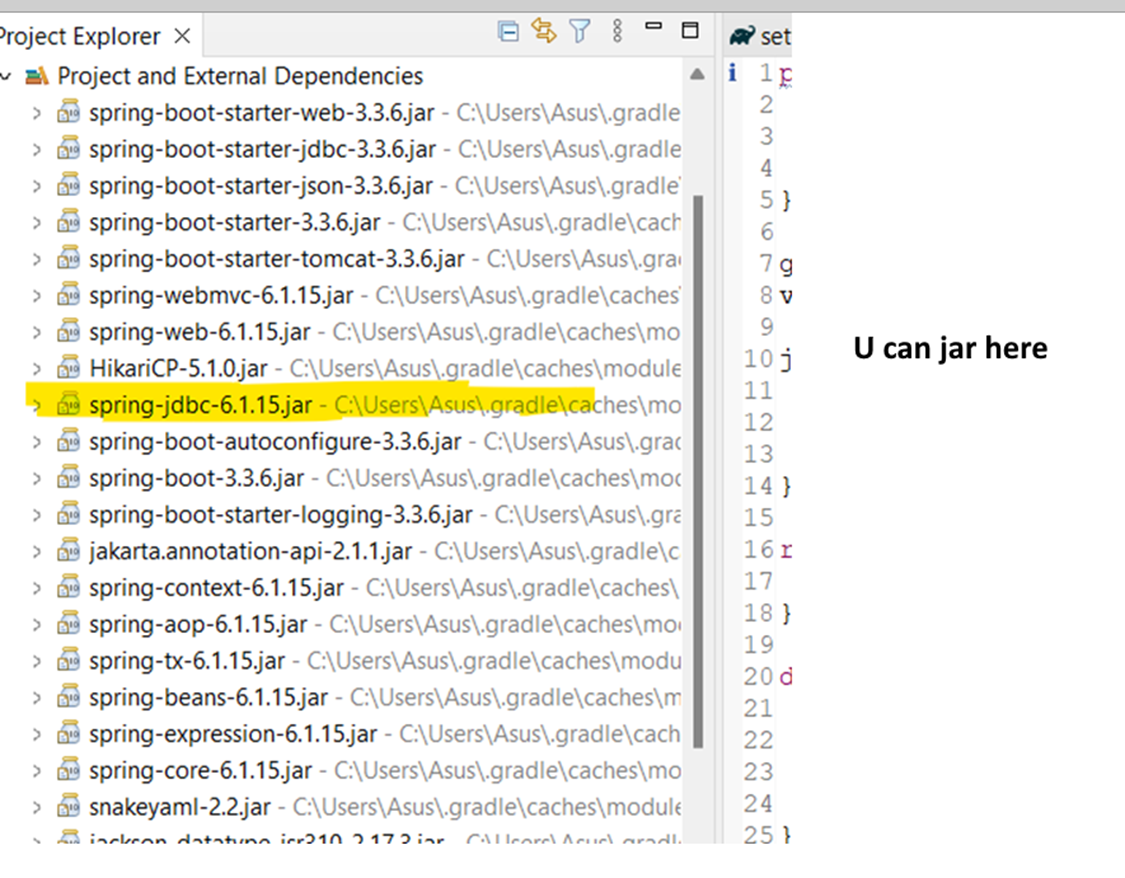 Project Explorer
set
Project and External Dependencies
spring-boot-starter-web-3.3.6.jar - C:\Users\Asus\.gradle
spring-boot-starter-jdbc-3.3.6.jar - C:\Users\Asus\.gradle
spring-boot-starter-json-3.3.6.jar - C:\Users\Asus\.gradle
spring-boot-starter-3.3.6.jar - C:\Users\Asus\.gradle\cach
spring-boot-starter-tomcat-3.3.6.jar - C:\Users\Asus\.gra
spring-webmvc-6.1.15.jar - C:\Users\Asus\.gradle\caches
spring-web-6.1.15.jar - C:\Users\Asus\.gradle\caches\mo
HikariCP-5.1.0.jar - C:\Users\Asus\.gradle\caches\module
spring-jdbc-6.1.15.jar - C:\Users\Asus\.gradle\caches\mo
spring-boot-autoconfigure-3.3.6.jar - C:\Users\Asus\.grad
spring-boot-3.3.6.jar - C:\Users\Asus\.gradle\caches\moc
spring-boot-starter-logging-3.3.6.jar - C:\Users\Asus\.gra
jakarta.annotation-api-2.1.1.jar - C:\Users\Asus\.gradle\c
spring-context-6.1.15.jar - C:\Users\Asus\.gradle\caches\
spring-aop-6.1.15.jar - C:\Users\Asus\.gradle\caches\mo
spring-tx-6.1.15.jar - C:\Users\Asus\.gradle\caches\modu
spring-beans-6.1.15.jar - C:\Users\Asus\.gradle\caches\m
spring-expression-6.1.15.jar - C:\Users\Asus\.gradle\cach
spring-core-6.1.15.jar - C:\Users\Asus\.gradle\caches\mo
snakeyaml-2.2.jar - C:\Users\Asus\.gradle\caches\module
jackson-datatype-jsr310-2.17.3.jar - C:\Users\Asus\.gradl
1 p
2
3
4
5 }
6
7 g
8 v
9
10 j
11
12
13
14 }
15
16 r
17
18 }
19
20 d
21
22
23
24
25 }
U can jar here